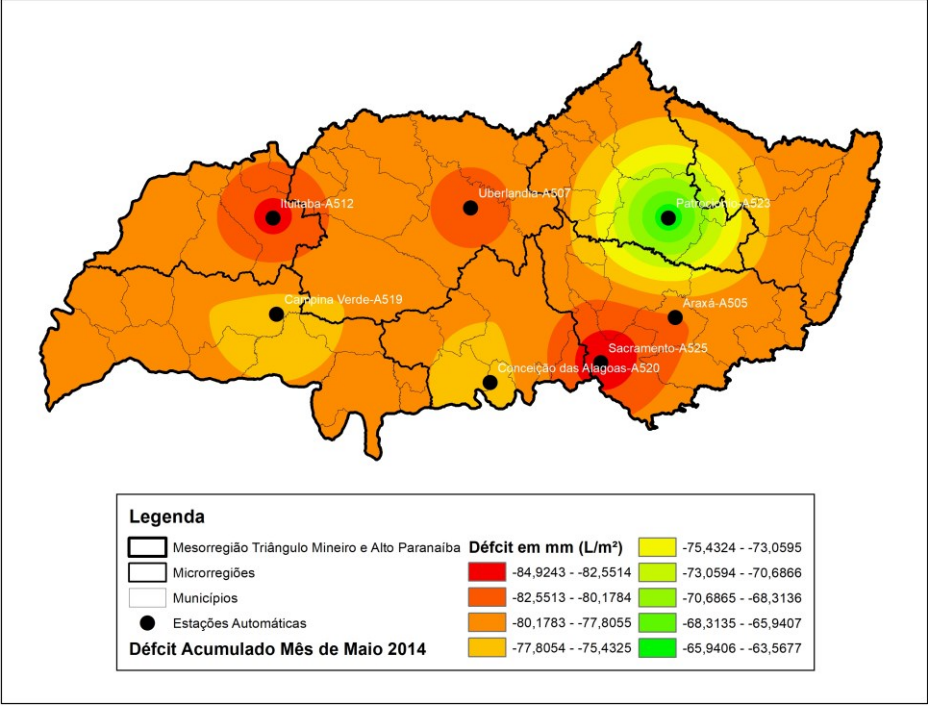 Ituitaba-A512
Uberlandia-A507
Patrocionio-A523
Campina Verde-A519
Araxá-A505
Sacramento-A525
Conceição das Alagoas-A520
Legenda
Mesorregião Triângulo Mineiro e Alto Paranaíba
Microrregiões
Municípios
Estações Automáticas
Défcit Acumulado Mês de Maio 2014
Défcit em mm (L/m²)
-84,9243 - -82,5514
-82,5513 - -80,1784
-80,1783 - -77,8055
-77,8054 - -75,4325
-75,4324 - -73,0595
-73,0594 - -70,6866
-70,6865 - -68,3136
-68,3135 - -65,9407
-65,9406 - -63,5677